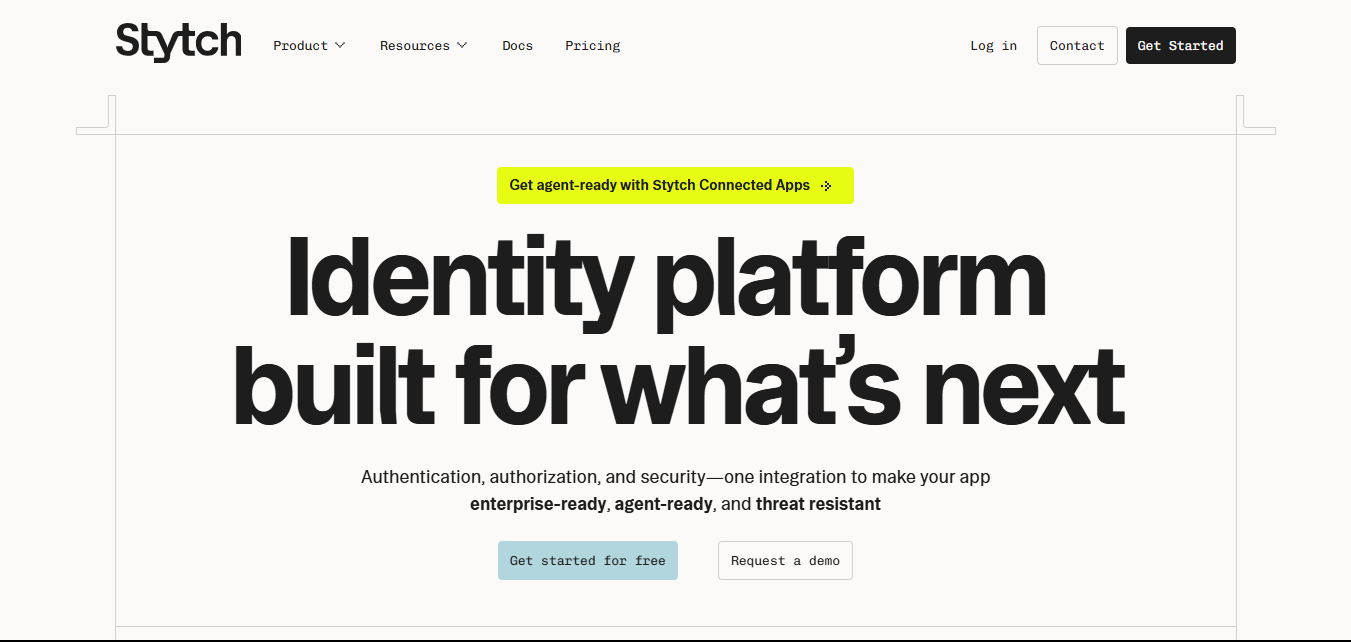 Stytch
Product
Resources
Docs
Pricing
Log in
Contact
Get Started
Get agent-ready with Stytch Connected Apps
Identity platform
built for what’s next
Authentication, authorization, and security—one integration to make your app
enterprise-ready, agent-ready, and threat resistant
Get started for free
Request a demo